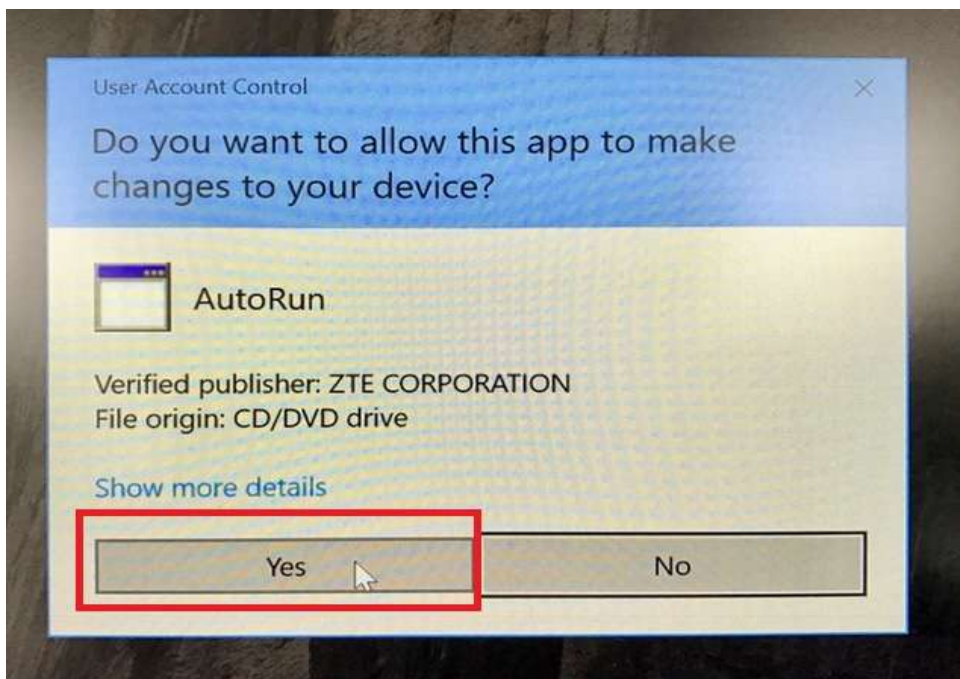 User Account Control
Do you want to allow this app to make
changes to your device?
AutoRun
Verified publisher: ZTE CORPORATION
File origin: CD/DVD drive
Show more details
Yes
No